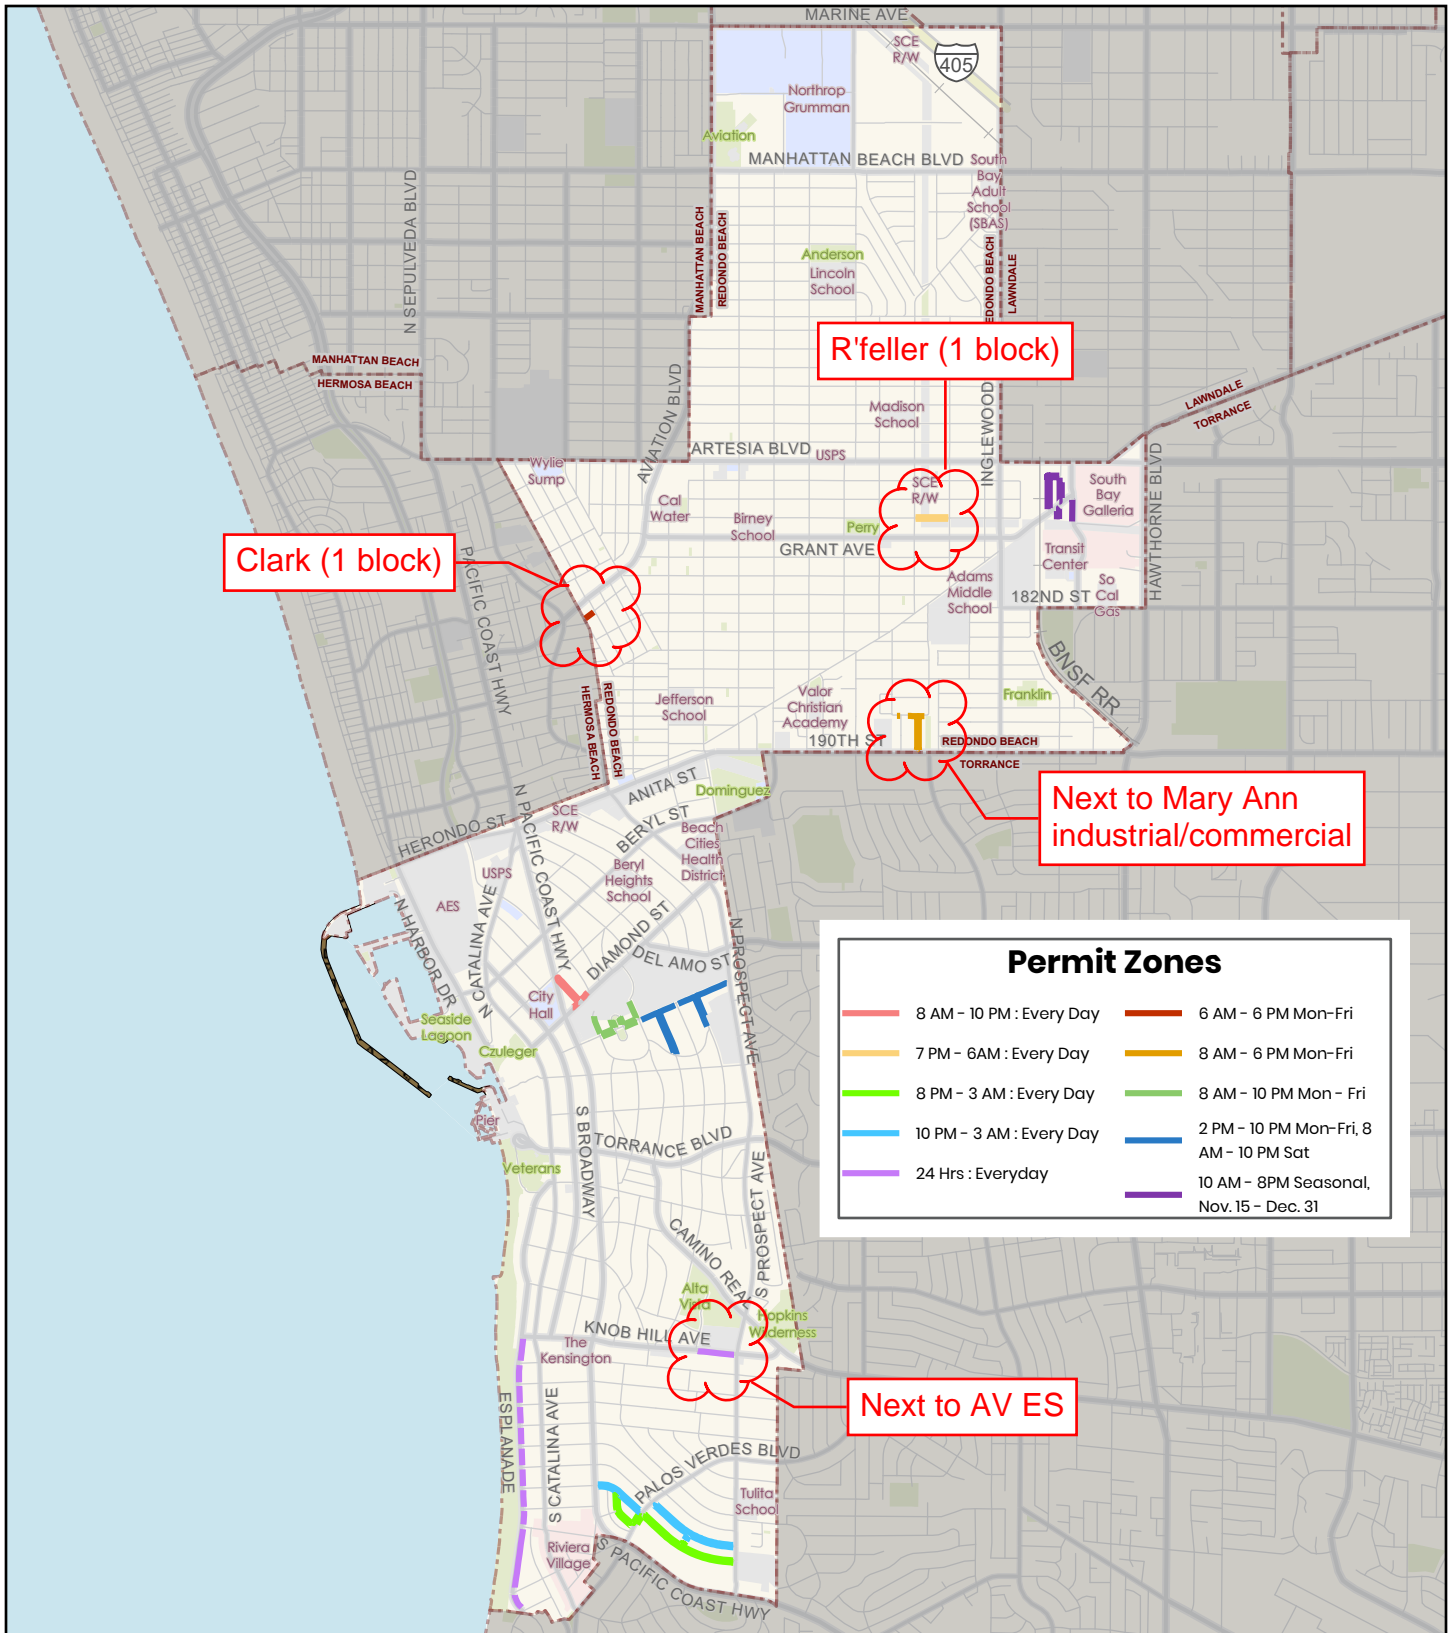 MARINE AVE
SCE
R/W
405
Northrop
Grumman
Aviation
MANHATTAN BEACH BLVD
South
Bay
Adult
School
(SBAS)
N SEPULVEDA BLVD
MANHATTAN BEACH
REDONDO BEACH
EDONDO BEACH
LAWNDALE
Anderson
Lincoln
School
R'feller (1 block)
MANHATTAN BEACH
HERMOSA BEACH
AVIATION BLVD
Madison
School
INGLEWOOD
LAWNDALE
TORRANCE
HAWTHORNE BLVD
ARTESIA BLVD
USPS
Wylie
Sump
Cal
Water
Birney
School
SCE
R/W
Perry
GRANT AVE
South
Bay
Galleria
Transit
Center
So
Cal
Gas
Adams
Middle
School
182ND ST
BNSF RR
Clark (1 block)
PACIFIC COAST HWY
HERMOSA BEACH
REDONDO BEACH
Jefferson
School
Valor
Christian
Academy
Franklin
190TH ST
REDONDO BEACH
TORRANCE
Next to Mary Ann
industrial/commercial
ANITA ST
Dominguez
HERONDO ST
N PACIFIC COAST HWY
SCE
R/W
BERYL ST
Beach
Cities
Health
District
Beryl
Heights
School
USPS
AES
N HARBOR DR
N CATALINA AVE
DIAMOND ST
DEL AMO ST
N PROSPECT AVE
City
Hall
Seaside
Lagoon
Czuleger
Pier
Veterans
S BROADWAY
TORRANCE BLVD
S PROSPECT AVE
CAMINO REAL
Permit Zones
8 AM - 10 PM : Every Day
7 PM - 6AM : Every Day
8 PM - 3 AM : Every Day
10 PM - 3 AM : Every Day
24 Hrs : Everyday
6 AM - 6 PM Mon-Fri
8 AM - 6 PM Mon-Fri
8 AM - 10 PM Mon - Fri
2 PM - 10 PM Mon-Fri, 8
AM - 10 PM Sat
10 AM - 8PM Seasonal,
Nov. 15 - Dec. 31
Alta
Vista
Hopkins
Wilderness
KNOB HILL AVE
The
Kensington
Next to AV ES
ESPLANADE
S CATALINA AVE
PALOS VERDES BLVD
Tulita
School
Riviera
Village
S PACIFIC COAST HWY